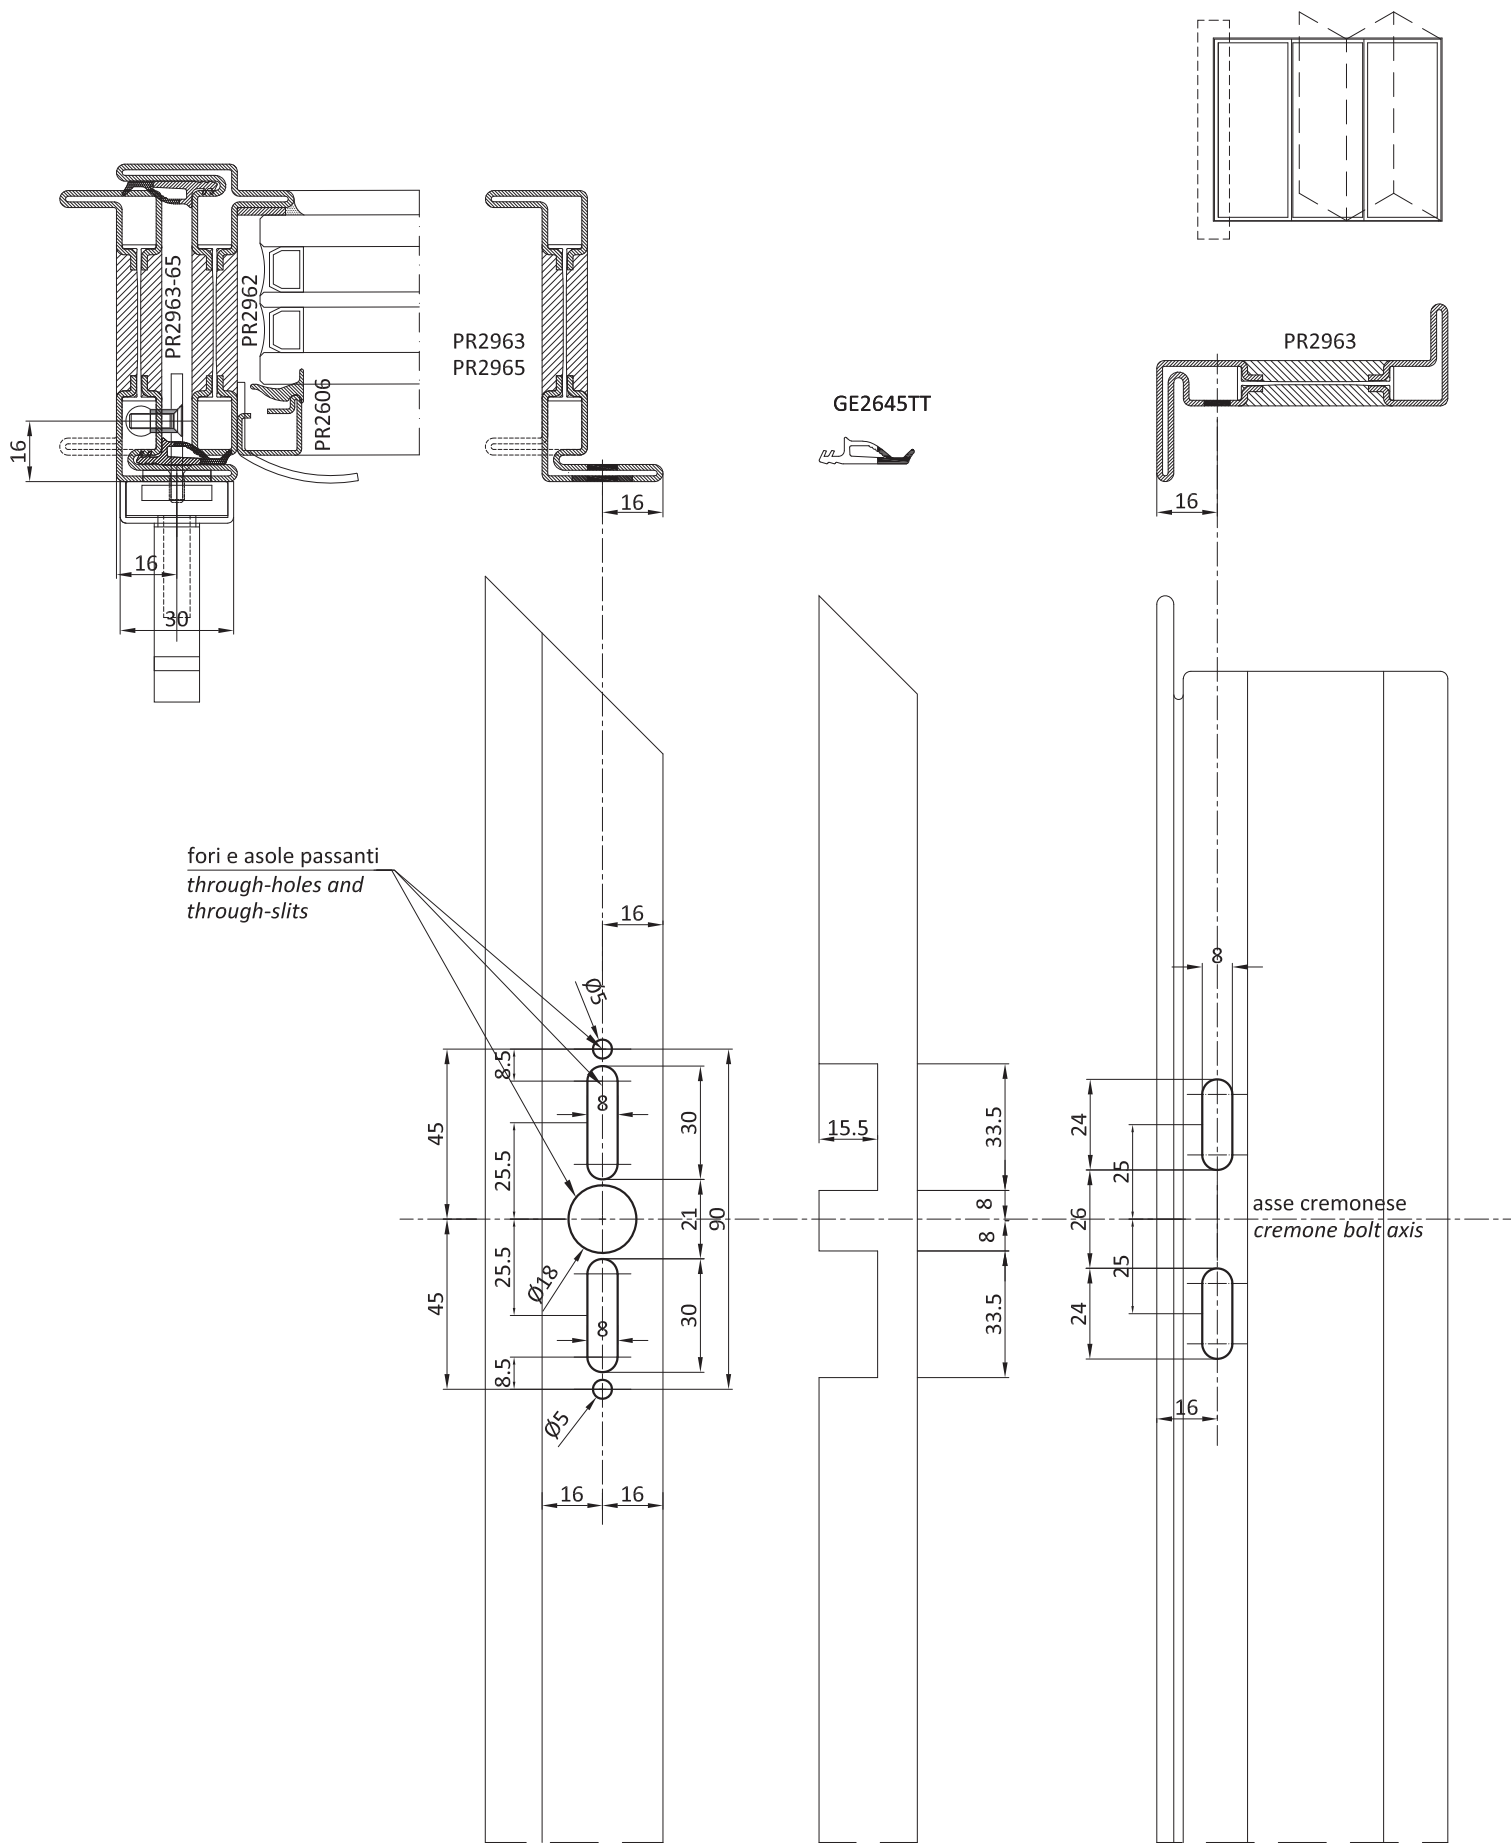 PR2963-65
PR2962
PR2606
16
16
30
PR2963
PR2965
16
GE2645TT
PR2963
16
fori e asole passanti
through-holes and
through-slits
16
Ø5
8.5
8
45
30
25.5
21
90
25.5
Ø18
45
8
30
8.5
Ø5
16
16
15.5
33.5
8
8
33.5
8
24
25
26
25
24
asse cremonese
cremone bolt axis
16